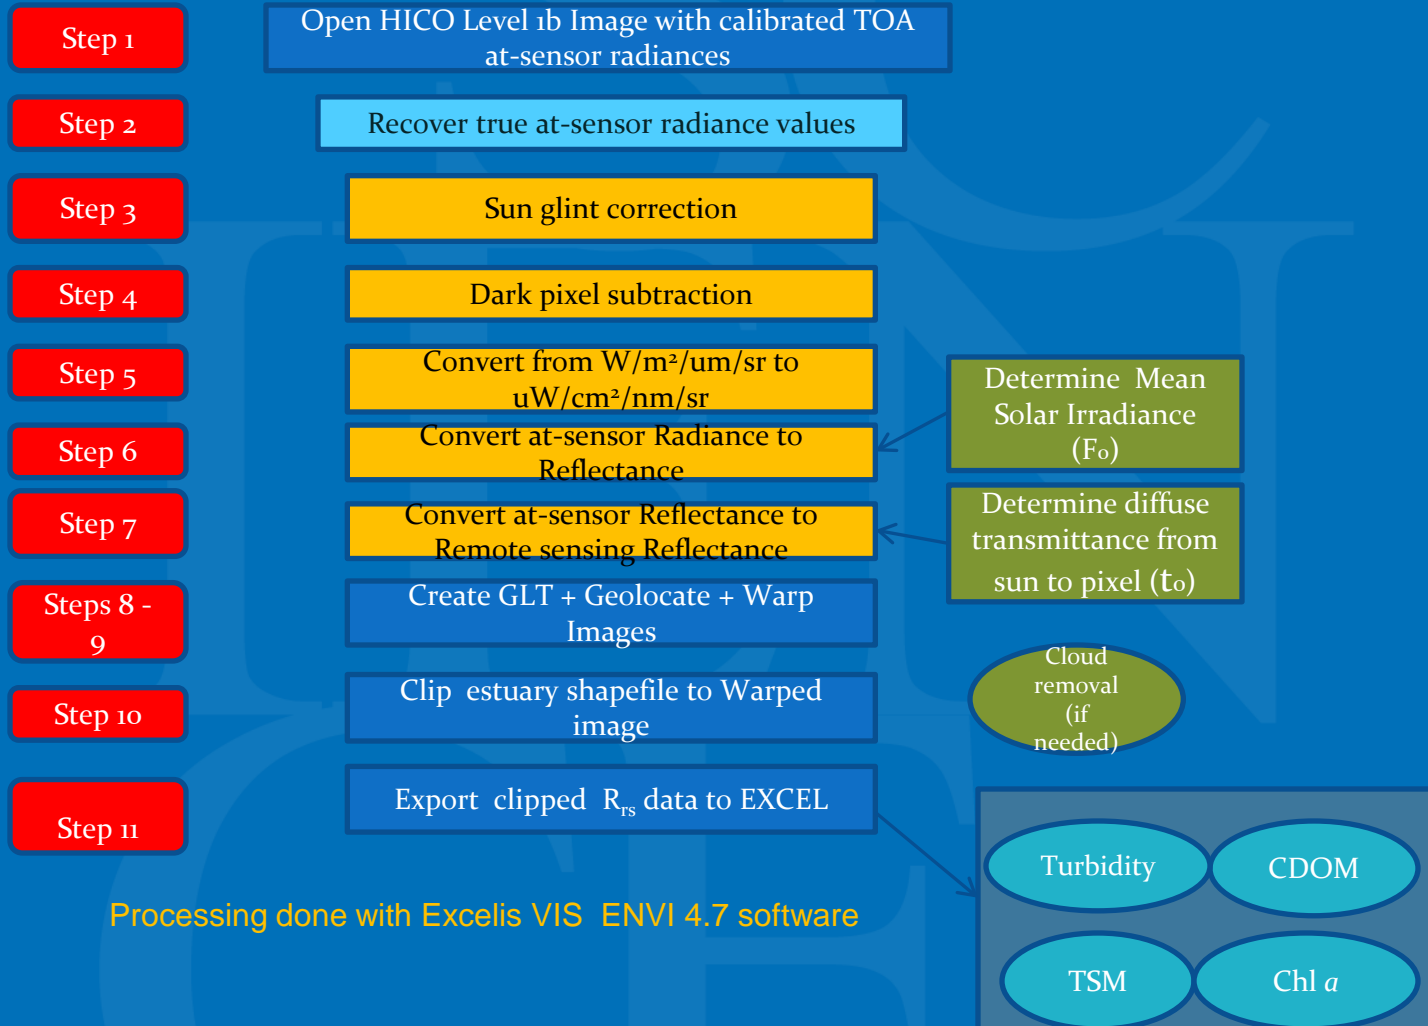 Step 1
Open HICO Level 1b Image with calibrated TOA
at-sensor radiances
Step 2
Recover true at-sensor radiance values
Step 3
Sun glint correction
Step 4
Dark pixel subtraction
Step 5
Convert from W/m²/um/sr to
uW/cm²/nm/sr
Step 6
Convert at-sensor Radiance to
Reflectance
Determine Mean
Solar Irradiance
(F₀)
Step 7
Convert at-sensor Reflectance to
Remote sensing Reflectance
Determine diffuse
transmittance from
sun to pixel (t₀)
Steps 8 -
9
Create GLT + Geolocate + Warp
Images
Cloud
removal
(if
needed)
Step 10
Clip estuary shapefile to Warped
image
Step 11
Export clipped Rrs data to EXCEL
Turbidity
CDOM
TSM
Chl a
Processing done with Excelis VIS ENVI 4.7 software